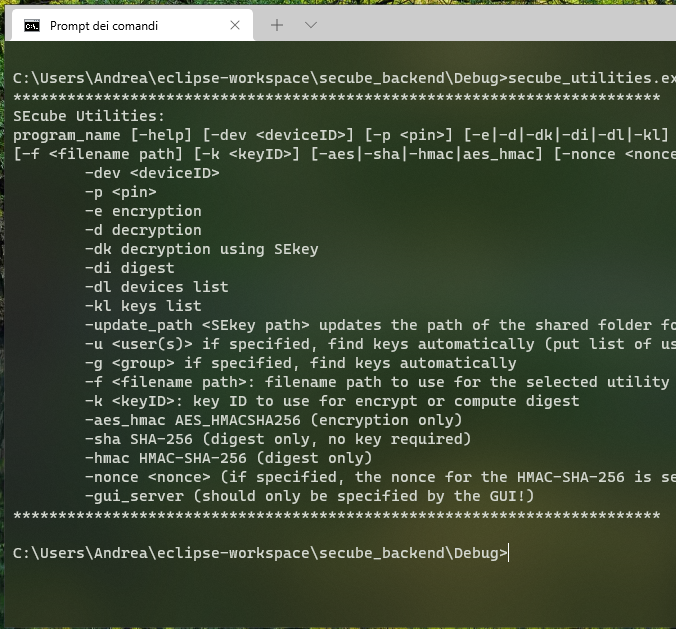 Prompt dei comandi
C:\Users\Andrea\eclipse-workspace\secube_backend\Debug>secube_utilities.ex
************************************************************************
SEcube Utilities:
program_name [-help] [-dev <deviceID>] [-p <pin>] [-e|-d|-dk|-di|-dl|-kl]
[-f <filename path] [-k <keyID>] [-aes|-sha|-hmac|aes_hmac] [-nonce <nonce
-dev <deviceID>
-p <pin>
-e encryption
-d decryption
-dk decryption using SEkey
-di digest
-dl devices list
-kl keys list
-update_path <SEkey path> updates the path of the shared folder fo
-u <user(s)> if specified, find keys automatically (put list of us
-g <group> if specified, find keys automatically
-f <filename path>: filename path to use for the selected utility
-k <keyID>: key ID to use for encrypt or compute digest
-aes_hmac AES_HMACSHA256 (encryption only)
-sha SHA-256 (digest only, no key required)
-hmac HMAC-SHA-256 (digest only)
-nonce <nonce> (if specified, the nonce for the HMAC-SHA-256 is se
-gui_server (should only be specified by the GUI!)
************************************************************************
C:\Users\Andrea\eclipse-workspace\secube_backend\Debug>